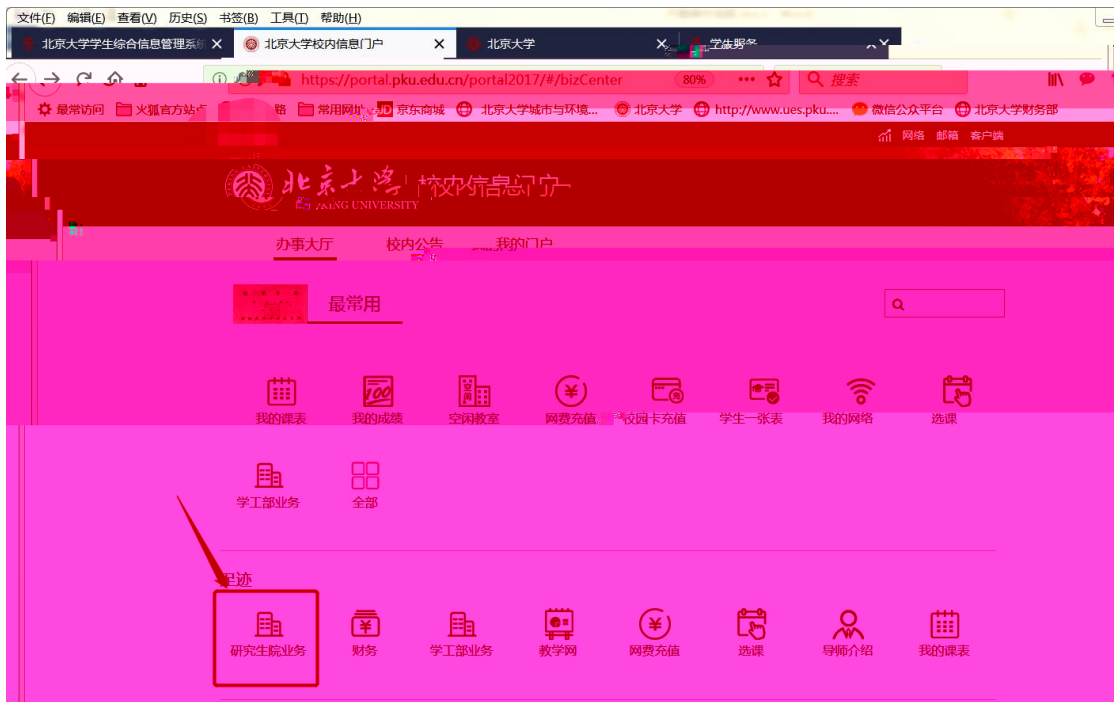 文件(F) 编辑(E) 查看(V) 历史(S) 书签(B) 工具(T) 帮助(H)
北京大学学生综合信息管理系统 北京大学校内信息门户 北京大学
https://portal.pku.edu.cn/portal2017/#/bizCenter 80% 搜索
最常访问 火狐官方站点 常用网址 JD 京东商城 北京大学城市与环境... 北京大学 http://www.ues.pku.... 微信公众平台 北京大学财务部
网络 邮箱 客户端
北京大学 校内信息门户
UNIVERSITY
办事大厅 校内公告 我的门户
最常用
我的课表 我的成绩 空闲教室 网费充值 校园卡充值 学生一张表 我的网络 选课
学工部业务 全部
足迹
研究生院业务 财务 学工部业务 教学网 网费充值 选课 导师介绍 我的课表